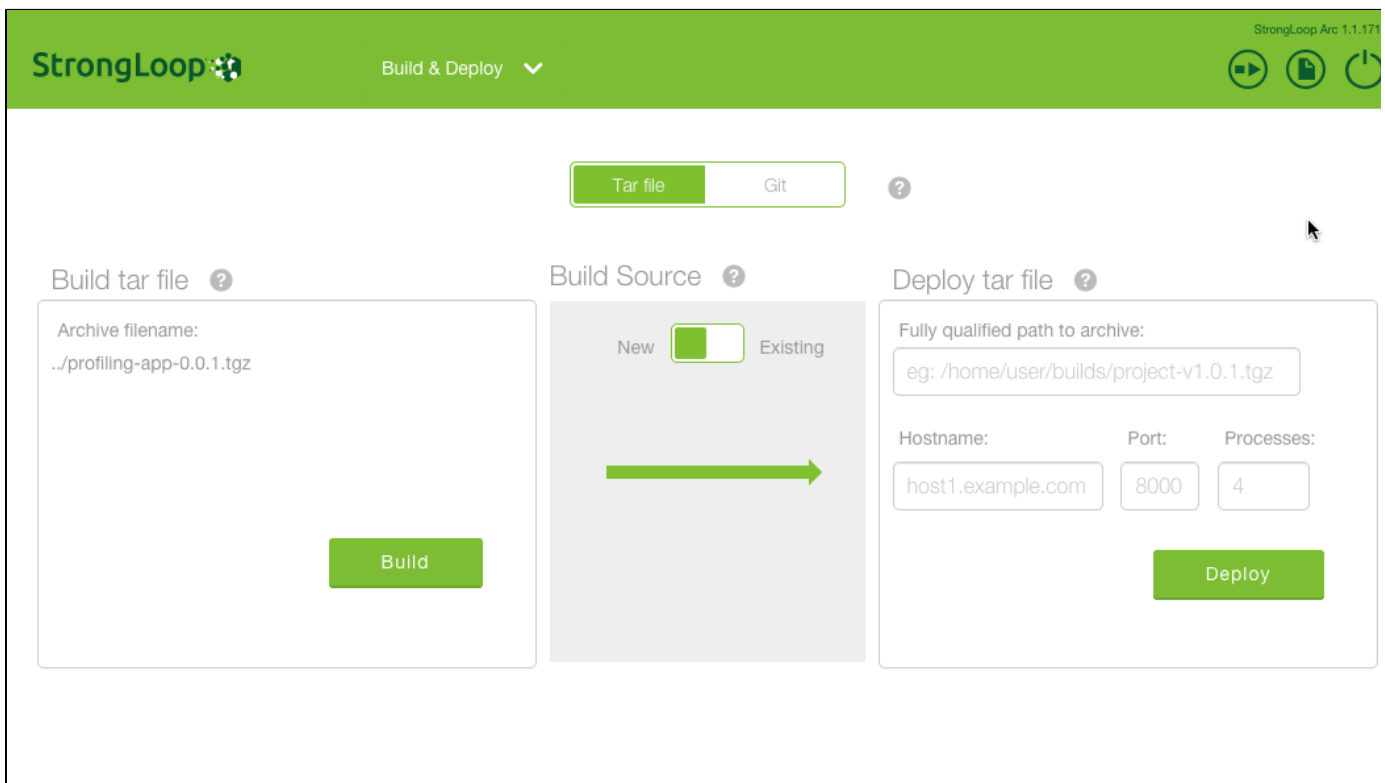 StrongLoop Arc 1.1.171
StrongLoop
Build & Deploy
Tar file
Git
?
Build tar file ?
Archive filename:
../profiling-app-0.0.1.tgz
Build
Build Source ?
New
Existing
Deploy tar file ?
Fully qualified path to archive:
eg: /home/user/builds/project-v1.0.1.tgz
Hostname: Port: Processes:
host1.example.com 8000 4
Deploy